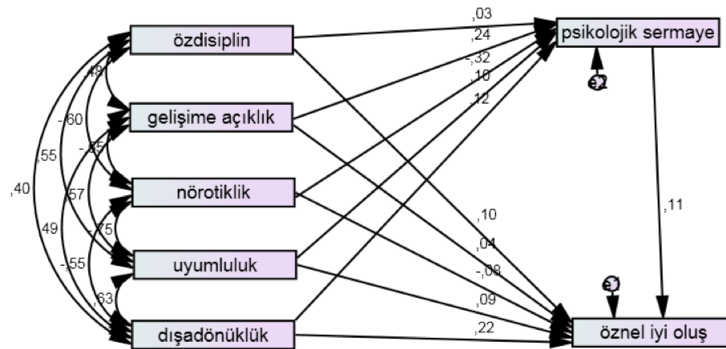 özdisiplin
gelişime açıklık
nörotiklik
uyumluluk
dışadönüklük
psikolojik sermaye
öznel iyi oluş
e2
e1
,03
,24
-,32
,10
,12
,10
,04
-,08
,09
,22
,11
,48
-,60
,55
,40
,57
-,75
49
-,55
,63